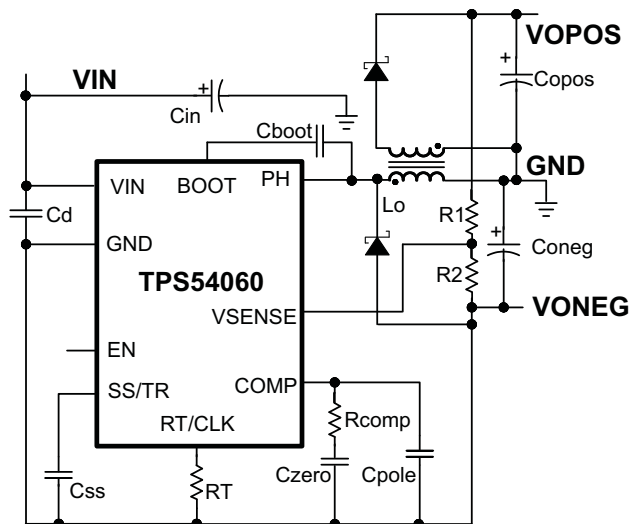 VOPOS
VIN
Copos
Cin
Cboot
GND
VIN
BOOT
PH
Lo
R1
Cd
GND
Coneg
TPS54060
R2
VSENSE
VONEG
EN
COMP
SS/TR
Rcomp
RT/CLK
Css
RT
Czero
Cpole